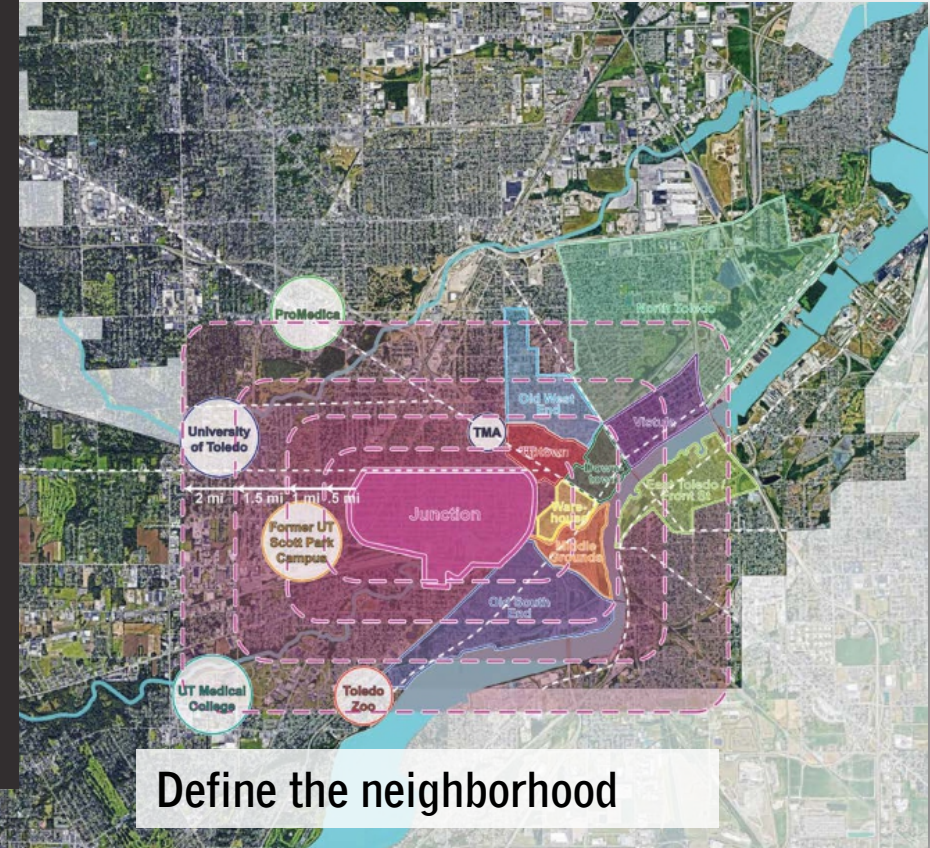 ProMedica
North Toledo
Old West
End
University
of Toledo
TMA
Vistula
Uptown
Down
town
East Toledo /
Front St
2 mi 1.5 mi 1 mi .5 mi
Junction
Ware-
house
Former UT
Scott Park
Campus
Middle
Grounds
Old South
End
UT Medical
College
Toledo
Zoo
Define the neighborhood